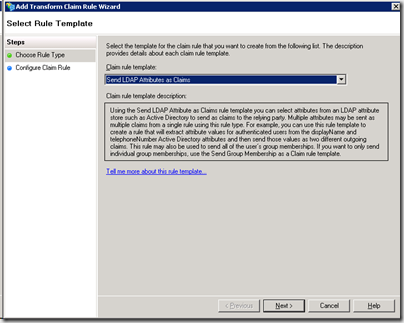 Add Transform Claim Rule Wizard
Select Rule Template
Steps
Choose Rule Type
Configure Claim Rule
Select the template for the claim rule that you want to create from the following list. The description
provides details about each claim rule template.
Claim rule template:
Send LDAP Attributes as Claims
Claim rule template description:
Using the Send LDAP Attribute as Claims rule template you can select attributes from an LDAP attribute
store such as Active Directory to send as claims to the relying party. Multiple attributes may be sent as
multiple claims from a single rule using this rule type. For example, you can use this rule template to
create a rule that will extract attribute values for authenticated users from the displayName and
telephoneNumber Active Directory attributes and then send those values as two different outgoing
claims. This rule may also be used to send all of the user's group memberships. If you want to only send
individual group memberships, use the Send Group Membership as a Claim rule template.
Tell me more about this rule template...
< Previous
Next >
Cancel
Help